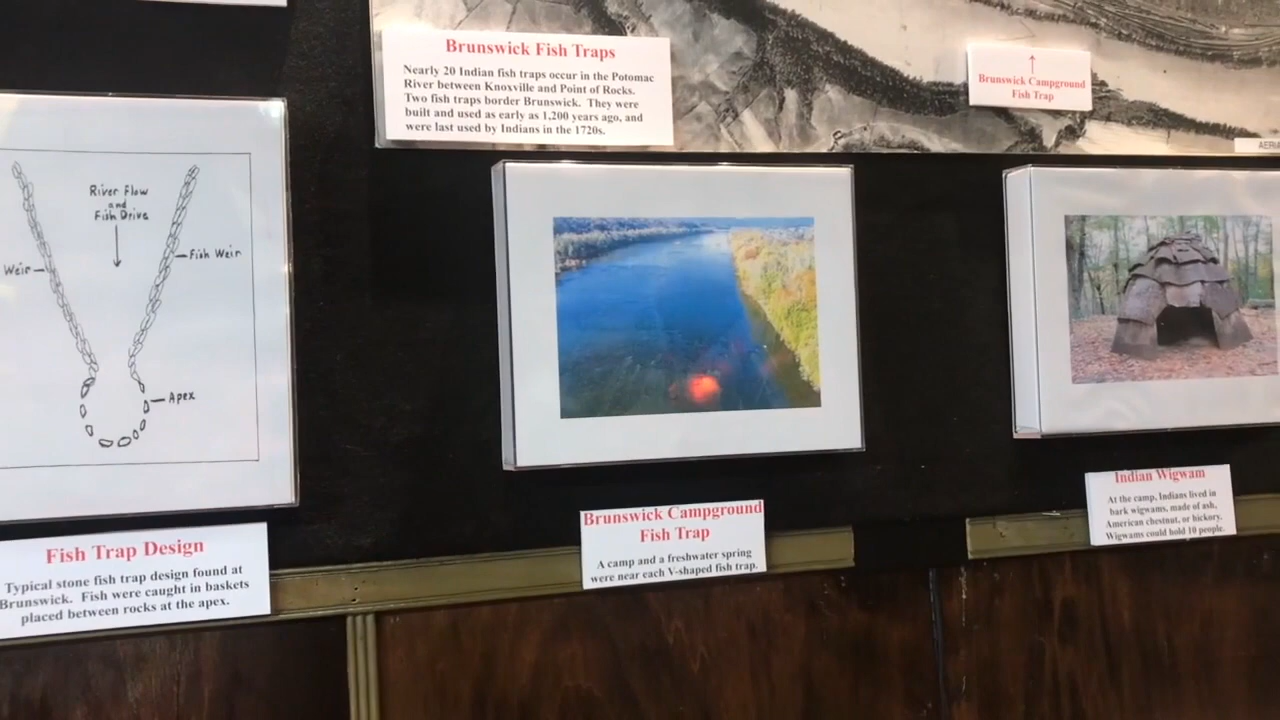 Brunswick Fish Traps
Nearly 20 Indian fish traps occur in the Potomac
River between Knoxville and Point of Rocks.
Two fish traps border Brunswick. They were
built and used as early as 1,200 years ago, and
were last used by Indians in the 1720s.
Brunswick Campground
Fish Trap
River Flow
and
Fish Drive
Weir
Fish Weir
Apex
Fish Trap Design
Typical stone fish trap design found at
Brunswick. Fish were caught in baskets
placed between rocks at the apex.
Brunswick Campground
Fish Trap
A camp and a freshwater spring
were near each V-shaped fish trap.
Indian Wigwam
At the camp, Indians lived in
bark wigwams, made of ash,
American chestnut, or hickory.
Wigwams could hold 10 people.